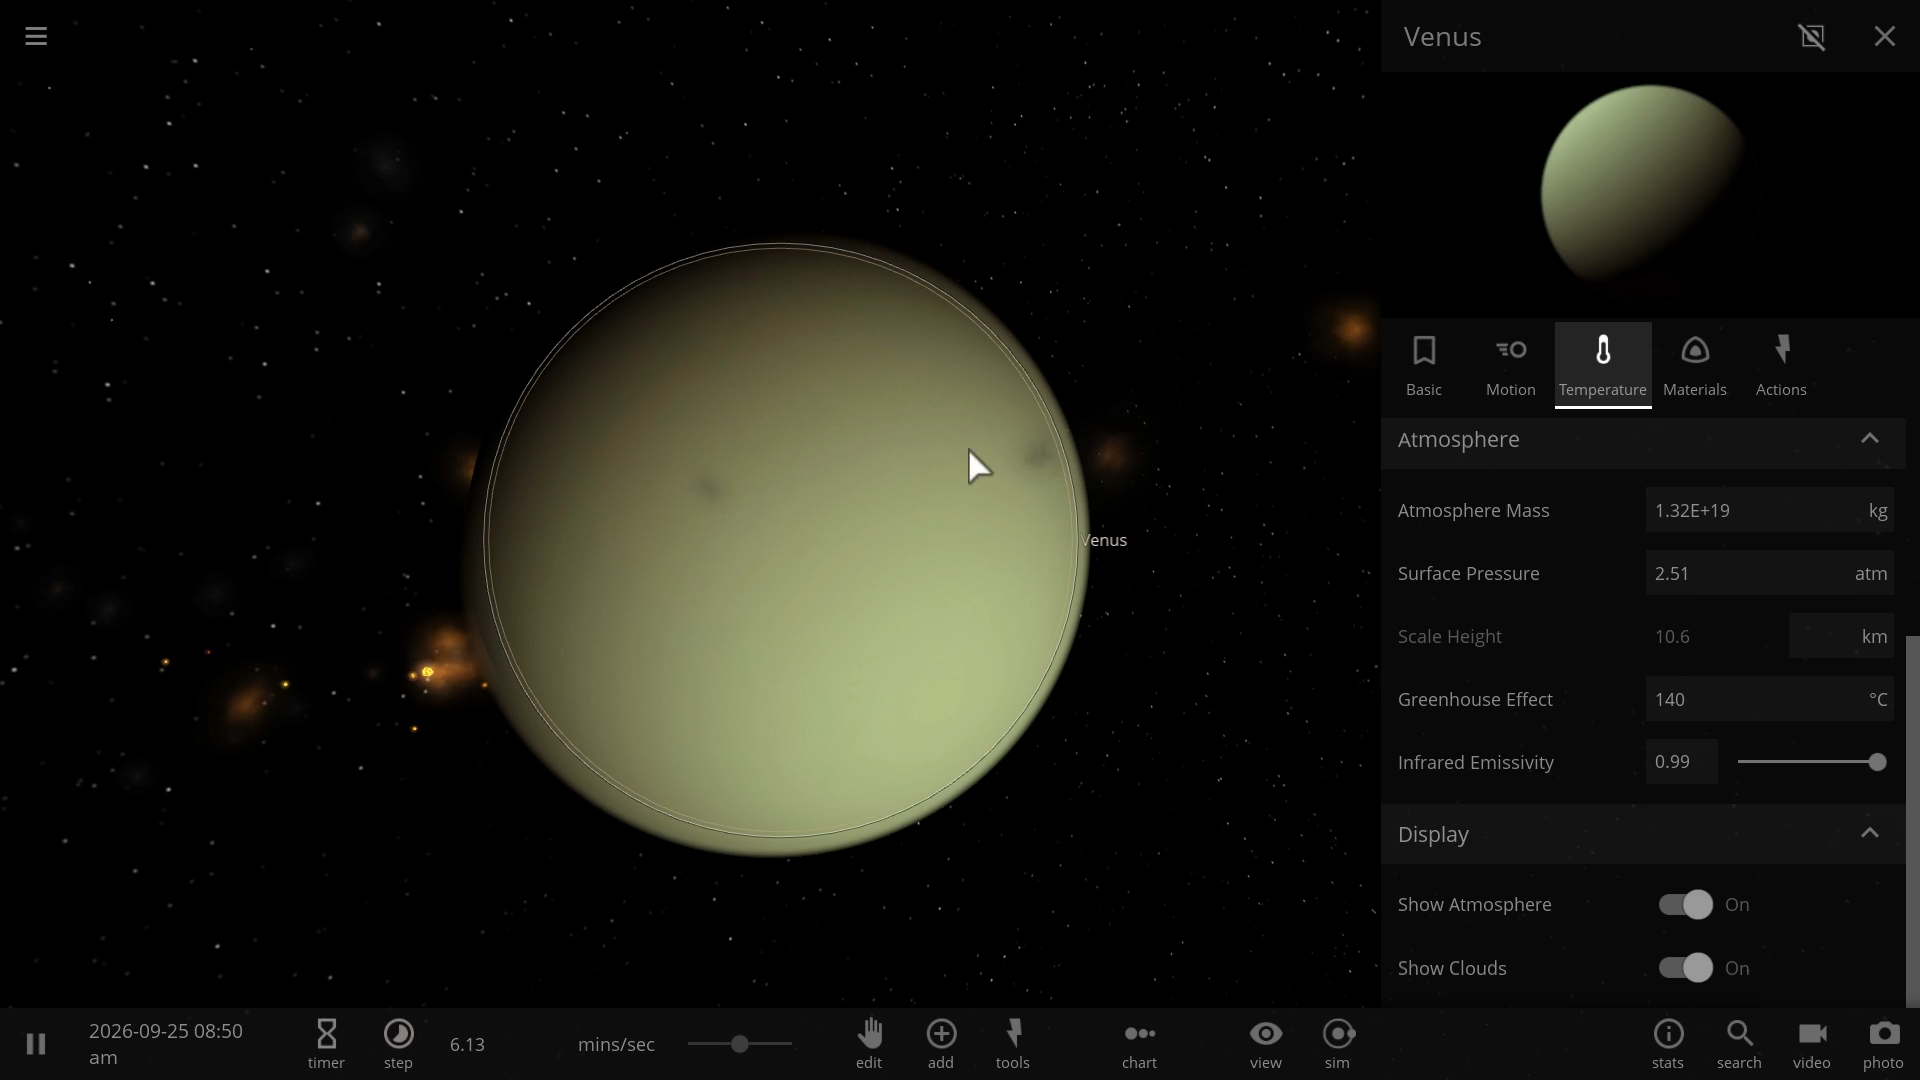 Venus
Basic
Motion
Temperature
Materials
Actions
Atmosphere
Atmosphere Mass 1.32E+19 kg
Surface Pressure 2.51 atm
Scale Height 10.6 km
Greenhouse Effect 140 °C
Infrared Emissivity 0.99
Display
Show Atmosphere On
Show Clouds On
Venus
2026-09-25 08:50
am
timer
step
6.13
mins/sec
edit
add
tools
chart
view
sim
stats
search
video
photo